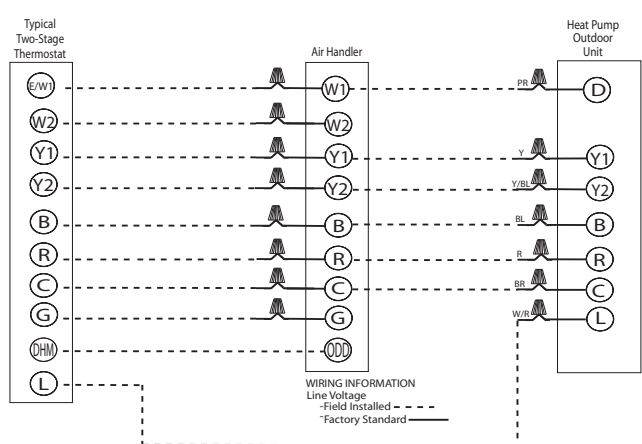 Typical
Two-Stage
Thermostat
Air Handler
Heat Pump
Outdoor
Unit
E/W1 W1 PR D
W2 W2
Y1 Y1 Y Y1
Y2 Y2 Y/BL Y2
B B BL B
R R R R
C C BR C
G G W/R L
DHM ODD
L
WIRING INFORMATION
Line Voltage
-Field Installed
-Factory Standard